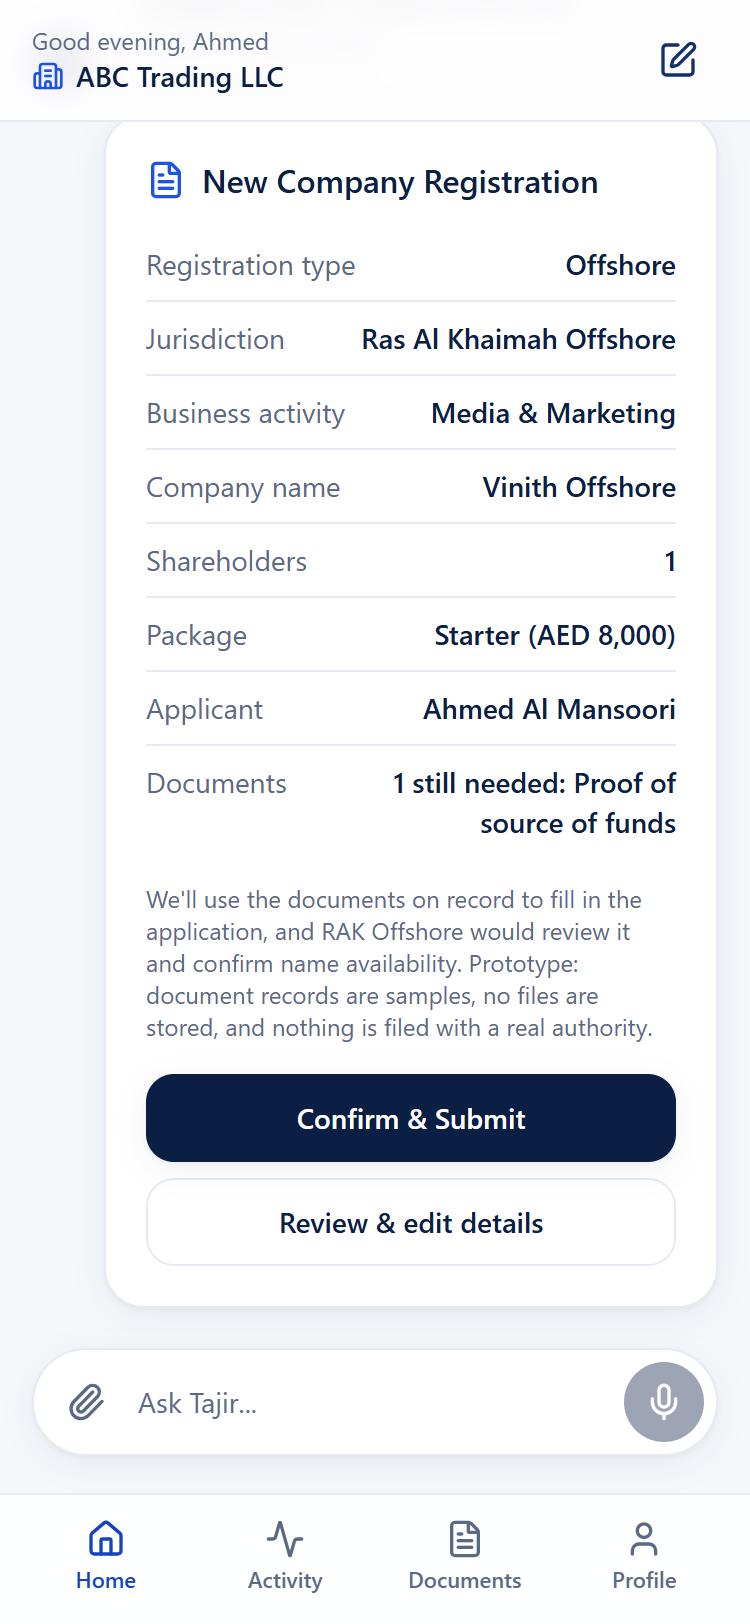 Good evening, Ahmed
ABC Trading LLC
New Company Registration
Registration type Offshore
Jurisdiction Ras Al Khaimah Offshore
Business activity Media & Marketing
Company name Vinith Offshore
Shareholders 1
Package Starter (AED 8,000)
Applicant Ahmed Al Mansoori
Documents 1 still needed: Proof of
source of funds
We'll use the documents on record to fill in the
application, and RAK Offshore would review it
and confirm name availability. Prototype:
document records are samples, no files are
stored, and nothing is filed with a real authority.
Confirm & Submit
Review & edit details
Ask Tajir...
Home Activity Documents Profile